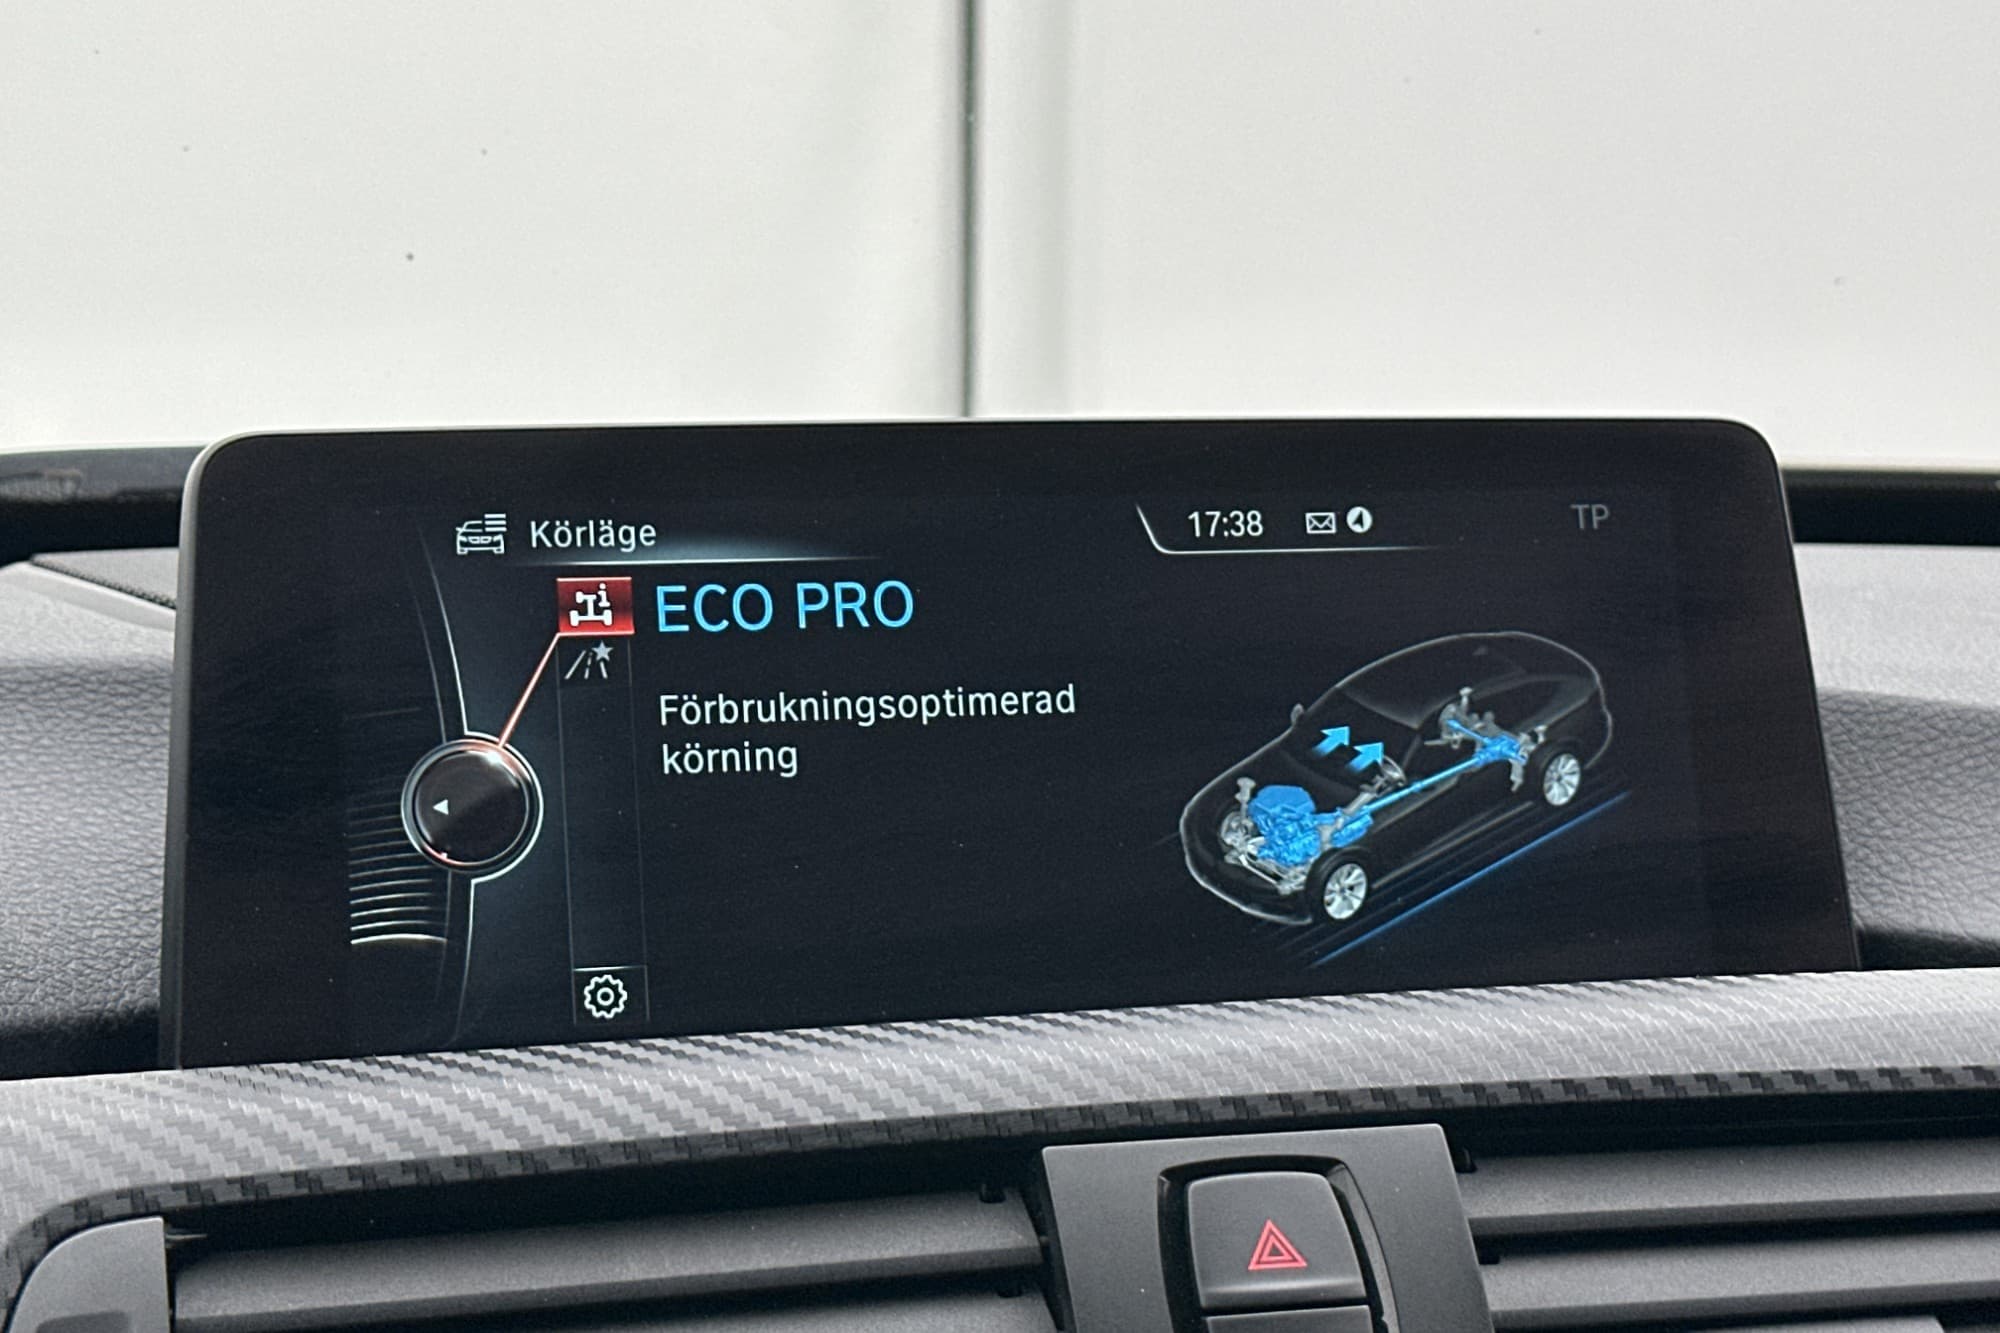 Körläge
17:38
TP
ECO PRO
Förbrukningsoptimerad
körning